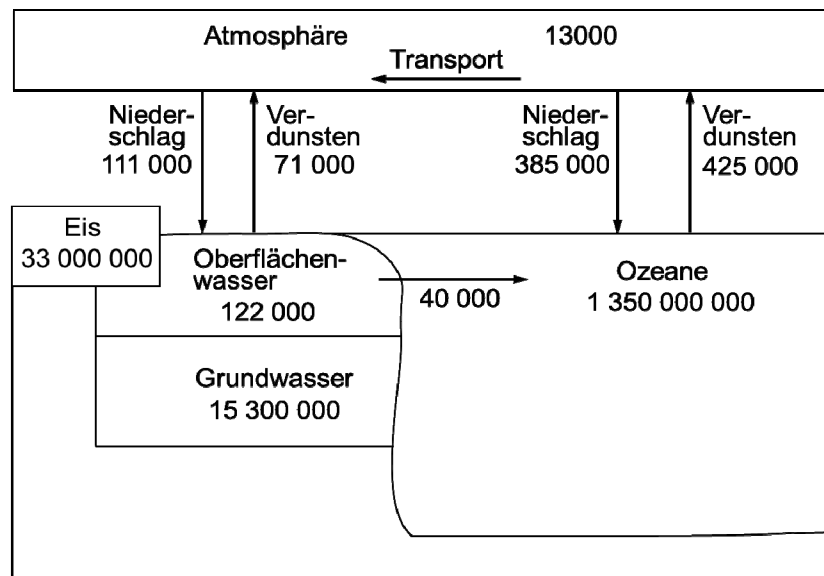 Atmosphäre 13000
Transport
Nieder-
schlag
111 000
Ver-
dunsten
71 000
Nieder-
schlag
385 000
Ver-
dunsten
425 000
Eis
33 000 000
Oberflächen-
wasser
122 000
40 000
Ozeane
1 350 000 000
Grundwasser
15 300 000